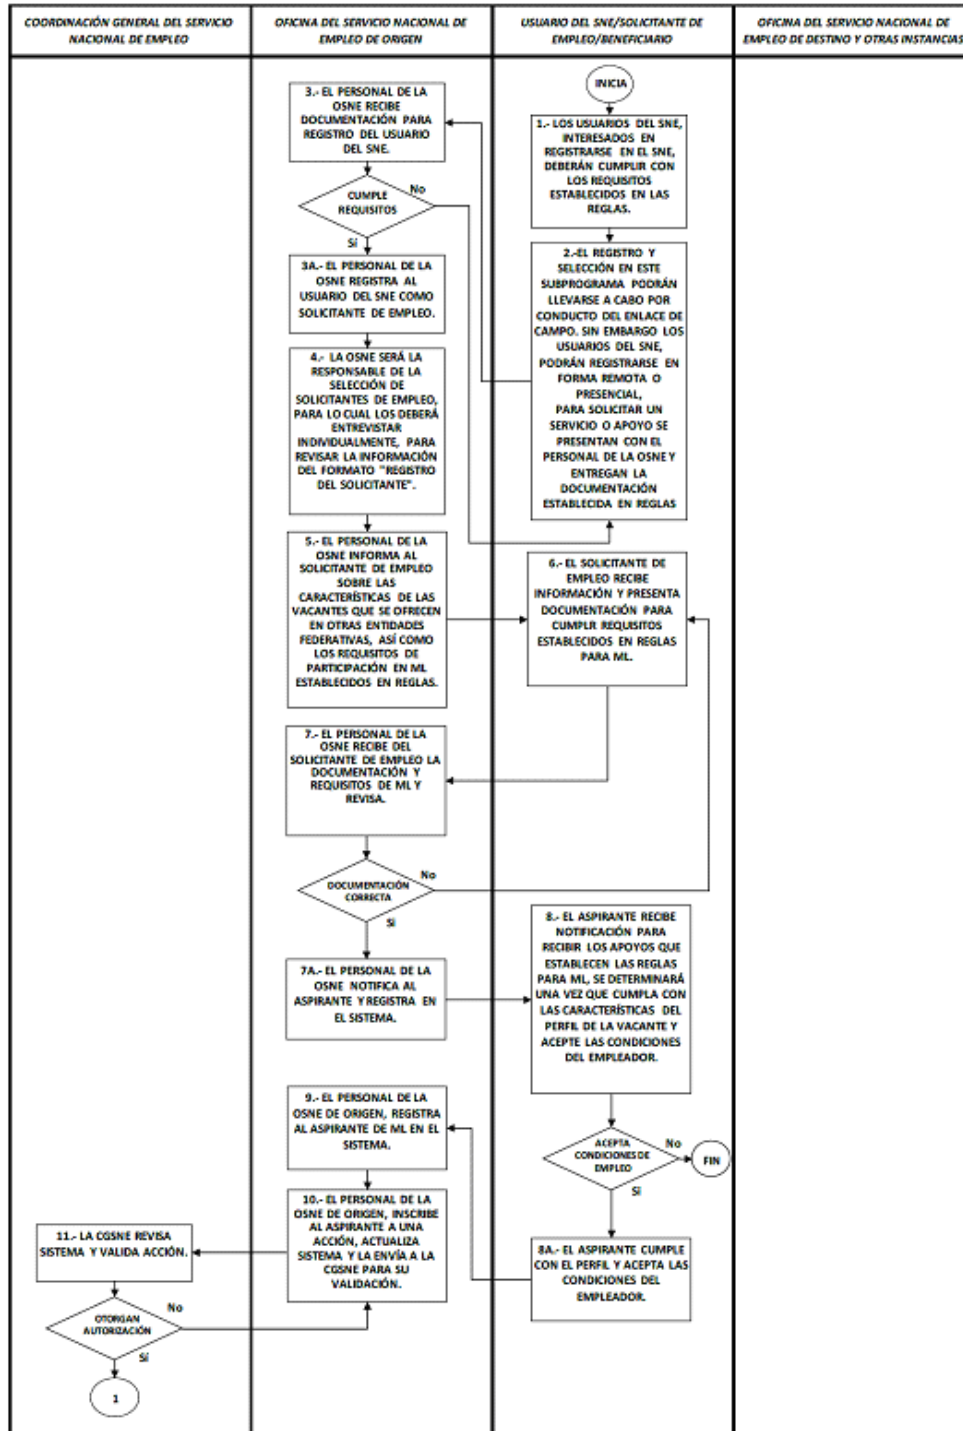 COORDINACIÓN GENERAL DEL SERVICIO
NACIONAL DE EMPLEO
OFICINA DEL SERVICIO NACIONAL DE
EMPLEO DE ORIGEN
USUARIO DEL SNE/SOLICITANTE DE
EMPLEO/BENEFICIARIO
OFICINA DEL SERVICIO NACIONAL DE
EMPLEO DE DESTINO Y OTRAS INSTANCIAS
INICIA
1.- LOS USUARIOS DEL SNE,
INTERESADOS EN
REGISTRARSE EN EL SNE,
DEBERÁN CUMPLIR CON
LOS REQUISITOS
ESTABLECIDOS EN LAS
REGLAS.
2.-EL REGISTRO Y
SELECCIÓN EN ESTE
SUBPROGRAMA PODRÁN
LLEVARSE A CABO POR
CONDUCTO DEL ENLACE DE
CAMPO. SIN EMBARGO LOS
USUARIOS DEL SNE,
PODRÁN REGISTRARSE EN
FORMA REMOTA O
PRESENCIAL,
PARA SOLICITAR UN
SERVICIO O APOYO SE
PRESENTAN CON EL
PERSONAL DE LA OSNE Y
ENTREGAN LA
DOCUMENTACIÓN
ESTABLECIDA EN REGLAS
3.- EL PERSONAL DE LA
OSNE RECIBE
DOCUMENTACIÓN PARA
REGISTRO DEL USUARIO
DEL SNE.
CUMPLE
REQUISITOS
No
Sí
3A.- EL PERSONAL DE LA
OSNE REGISTRA AL
USUARIO DEL SNE COMO
SOLICITANTE DE EMPLEO.
4.- LA OSNE SERÁ LA
RESPONSABLE DE LA
SELECCIÓN DE
SOLICITANTES DE EMPLEO,
PARA LO CUAL LOS DEBERÁ
ENTREVISTAR
INDIVIDUALMENTE, PARA
REVISAR LA INFORMACIÓN
DEL FORMATO "REGISTRO
DEL SOLICITANTE".
5.- EL PERSONAL DE LA
OSNE INFORMA AL
SOLICITANTE DE EMPLEO
SOBRE LAS
CARACTERÍSTICAS DE LAS
VACANTES QUE SE OFRECEN
EN OTRAS ENTIDADES
FEDERATIVAS, ASÍ COMO
LOS REQUISITOS DE
PARTICIPACIÓN EN ML
ESTABLECIDOS EN REGLAS.
6.- EL SOLICITANTE DE
EMPLEO RECIBE
INFORMACIÓN Y PRESENTA
DOCUMENTACIÓN PARA
CUMPLR REQUISITOS
ESTABLECIDOS EN REGLAS
PARA ML.
7.- EL PERSONAL DE LA
OSNE RECIBE DEL
SOLICITANTE DE EMPLEO LA
DOCUMENTACIÓN Y
REQUISITOS DE ML Y
REVISA.
DOCUMENTACIÓN
CORRECTA
No
Si
7A.- EL PERSONAL DE LA
OSNE NOTIFICA AL
ASPIRANTE Y REGISTRA EN
EL SISTEMA.
8.- EL ASPIRANTE RECIBE
NOTIFICACIÓN PARA
RECIBIR LOS APOYOS QUE
ESTABLECEN LAS REGLAS
PARA ML, SE DETERMINARÁ
UNA VEZ QUE CUMPLA CON
LAS CARACTERÍSTICAS DEL
PERFIL DE LA VACANTE Y
ACEPTE LAS CONDICIONES
DEL EMPLEADOR.
ACEPTA
CONDICIONES DE
EMPLEO
No
FIN
Si
8A.- EL ASPIRANTE CUMPLE
CON EL PERFIL Y ACEPTA LAS
CONDICIONES DEL
EMPLEADOR.
9.- EL PERSONAL DE LA
OSNE DE ORIGEN, REGISTRA
AL ASPIRANTE DE ML EN EL
SISTEMA.
10.- EL PERSONAL DE LA
OSNE DE ORIGEN, INSCRIBE
AL ASPIRANTE A UNA
ACCIÓN, ACTUALIZA
SISTEMA Y LA ENVÍA A LA
CGSNE PARA SU
VALIDACIÓN.
11.- LA CGSNE REVISA
SISTEMA Y VALIDA ACCIÓN.
OTORGAN
AUTORIZACIÓN
No
Sí
1